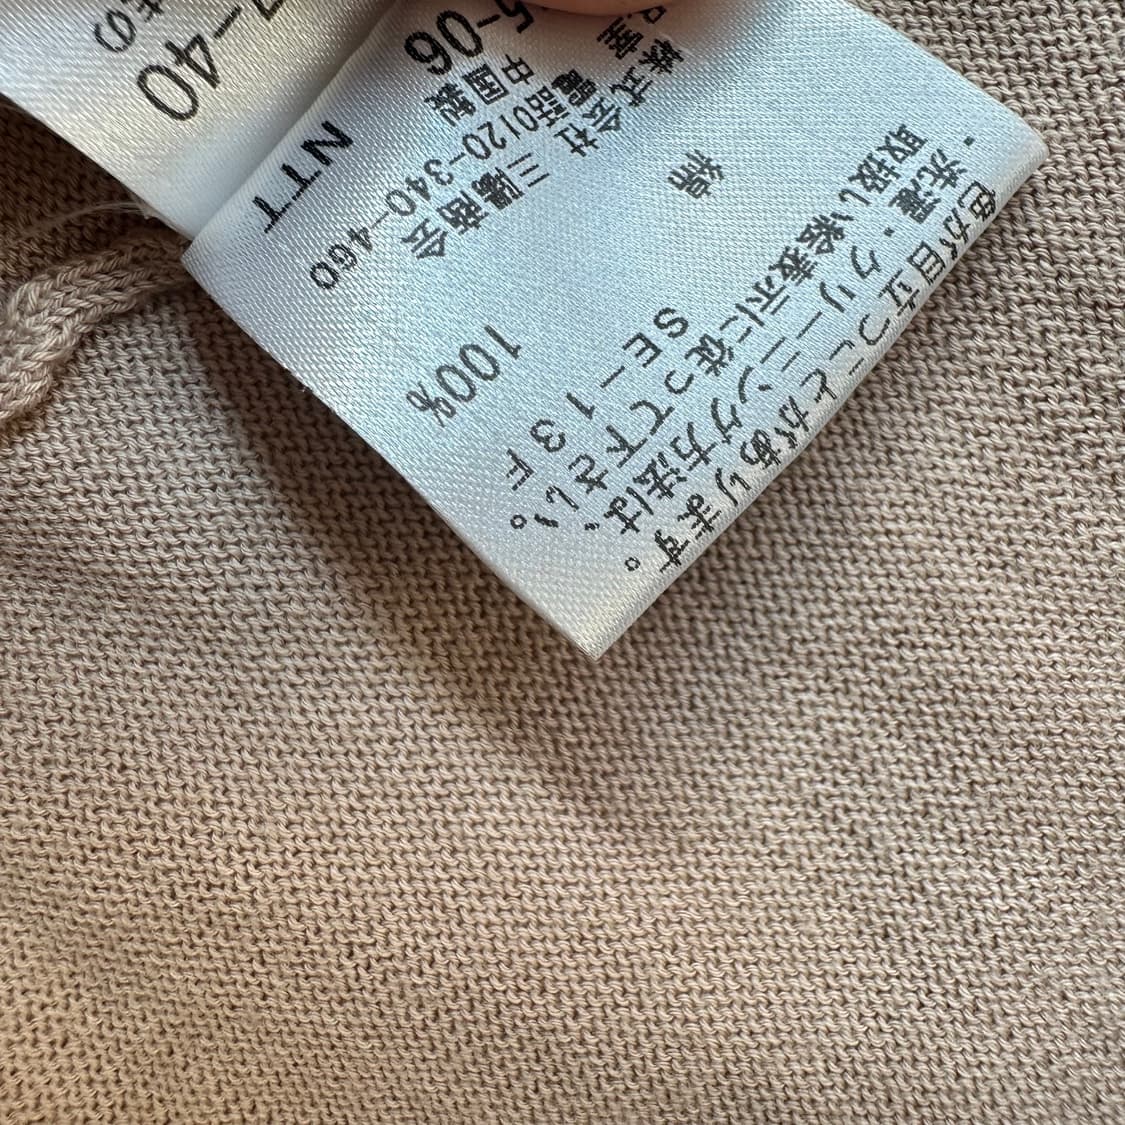 色が目立つことがあります。
・洗濯・クリーニング方法は、
取扱い絵表示に従って下さい。
SE-13F
綿 100%
株式会社 三陽商会
室 電話0120-340-460
中国製
5-06
NTT
-40